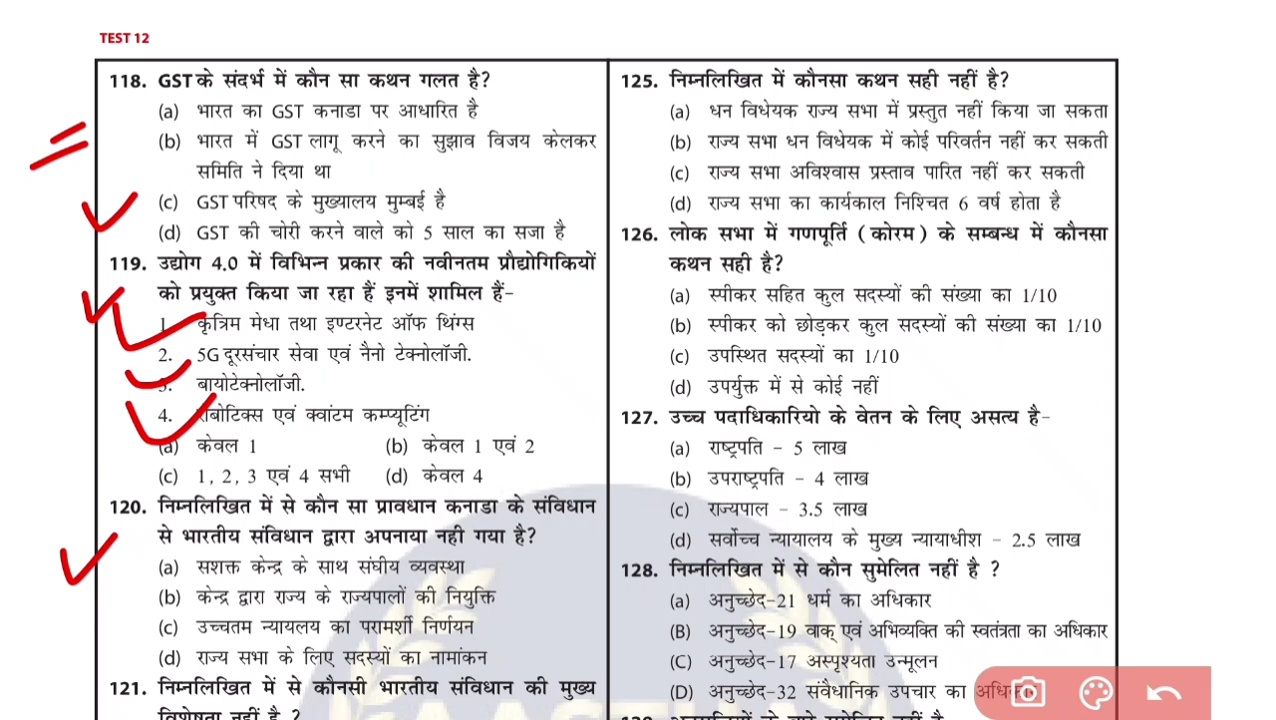 TEST 12
118. GST के संदर्भ में कौन सा कथन गलत है?
(a) भारत का GST कनाडा पर आधारित है
(b) भारत में GST लागू करने का सुझाव विजय केलकर
समिति ने दिया था
(c) GST परिषद के मुख्यालय मुम्बई है
(d) GST की चोरी करने वाले को 5 साल का सजा है
119. उद्योग 4.0 में विभिन्न प्रकार की नवीनतम प्रौद्योगिकियों
को प्रयुक्त किया जा रहा हैं इनमें शामिल हैं-
1. कृत्रिम मेधा तथा इण्टरनेट ऑफ थिंग्स
2. 5G दूरसंचार सेवा एवं नैनो टेक्नोलॉजी.
3. बायोटेक्नोलॉजी.
4. रोबोटिक्स एवं क्वांटम कम्प्यूटिंग
(a) केवल 1 (b) केवल 1 एवं 2
(c) 1, 2, 3 एवं 4 सभी (d) केवल 4
120. निम्नलिखित में से कौन सा प्रावधान कनाडा के संविधान
से भारतीय संविधान द्वारा अपनाया नही गया है?
(a) सशक्त केन्द्र के साथ संघीय व्यवस्था
(b) केन्द्र द्वारा राज्य के राज्यपालों की नियुक्ति
(c) उच्चतम न्यायलय का परामर्शी निर्णयन
(d) राज्य सभा के लिए सदस्यों का नामांकन
121. निम्नलिखित में से कौनसी भारतीय संविधान की मुख्य
विशेषता नहीं है ?
125. निम्नलिखित में कौनसा कथन सही नहीं है?
(a) धन विधेयक राज्य सभा में प्रस्तुत नहीं किया जा सकता
(b) राज्य सभा धन विधेयक में कोई परिवर्तन नहीं कर सकती
(c) राज्य सभा अविश्वास प्रस्ताव पारित नहीं कर सकती
(d) राज्य सभा का कार्यकाल निश्चित 6 वर्ष होता है
126. लोक सभा में गणपूर्ति ( कोरम ) के सम्बन्ध में कौनसा
कथन सही है?
(a) स्पीकर सहित कुल सदस्यों की संख्या का 1/10
(b) स्पीकर को छोड़कर कुल सदस्यों की संख्या का 1/10
(c) उपस्थित सदस्यों का 1/10
(d) उपर्युक्त में से कोई नहीं
127. उच्च पदाधिकारियो के वेतन के लिए असत्य है-
(a) राष्ट्रपति - 5 लाख
(b) उपराष्ट्रपति - 4 लाख
(c) राज्यपाल - 3.5 लाख
(d) सर्वोच्च न्यायालय के मुख्य न्यायाधीश - 2.5 लाख
128. निम्नलिखित में से कौन सुमेलित नहीं है ?
(a) अनुच्छेद-21 धर्म का अधिकार
(B) अनुच्छेद-19 वाक् एवं अभिव्यक्ति की स्वतंत्रता का अधिकार
(C) अनुच्छेद-17 अस्पृश्यता उन्मूलन
(D) अनुच्छेद-32 संवैधानिक उपचार का